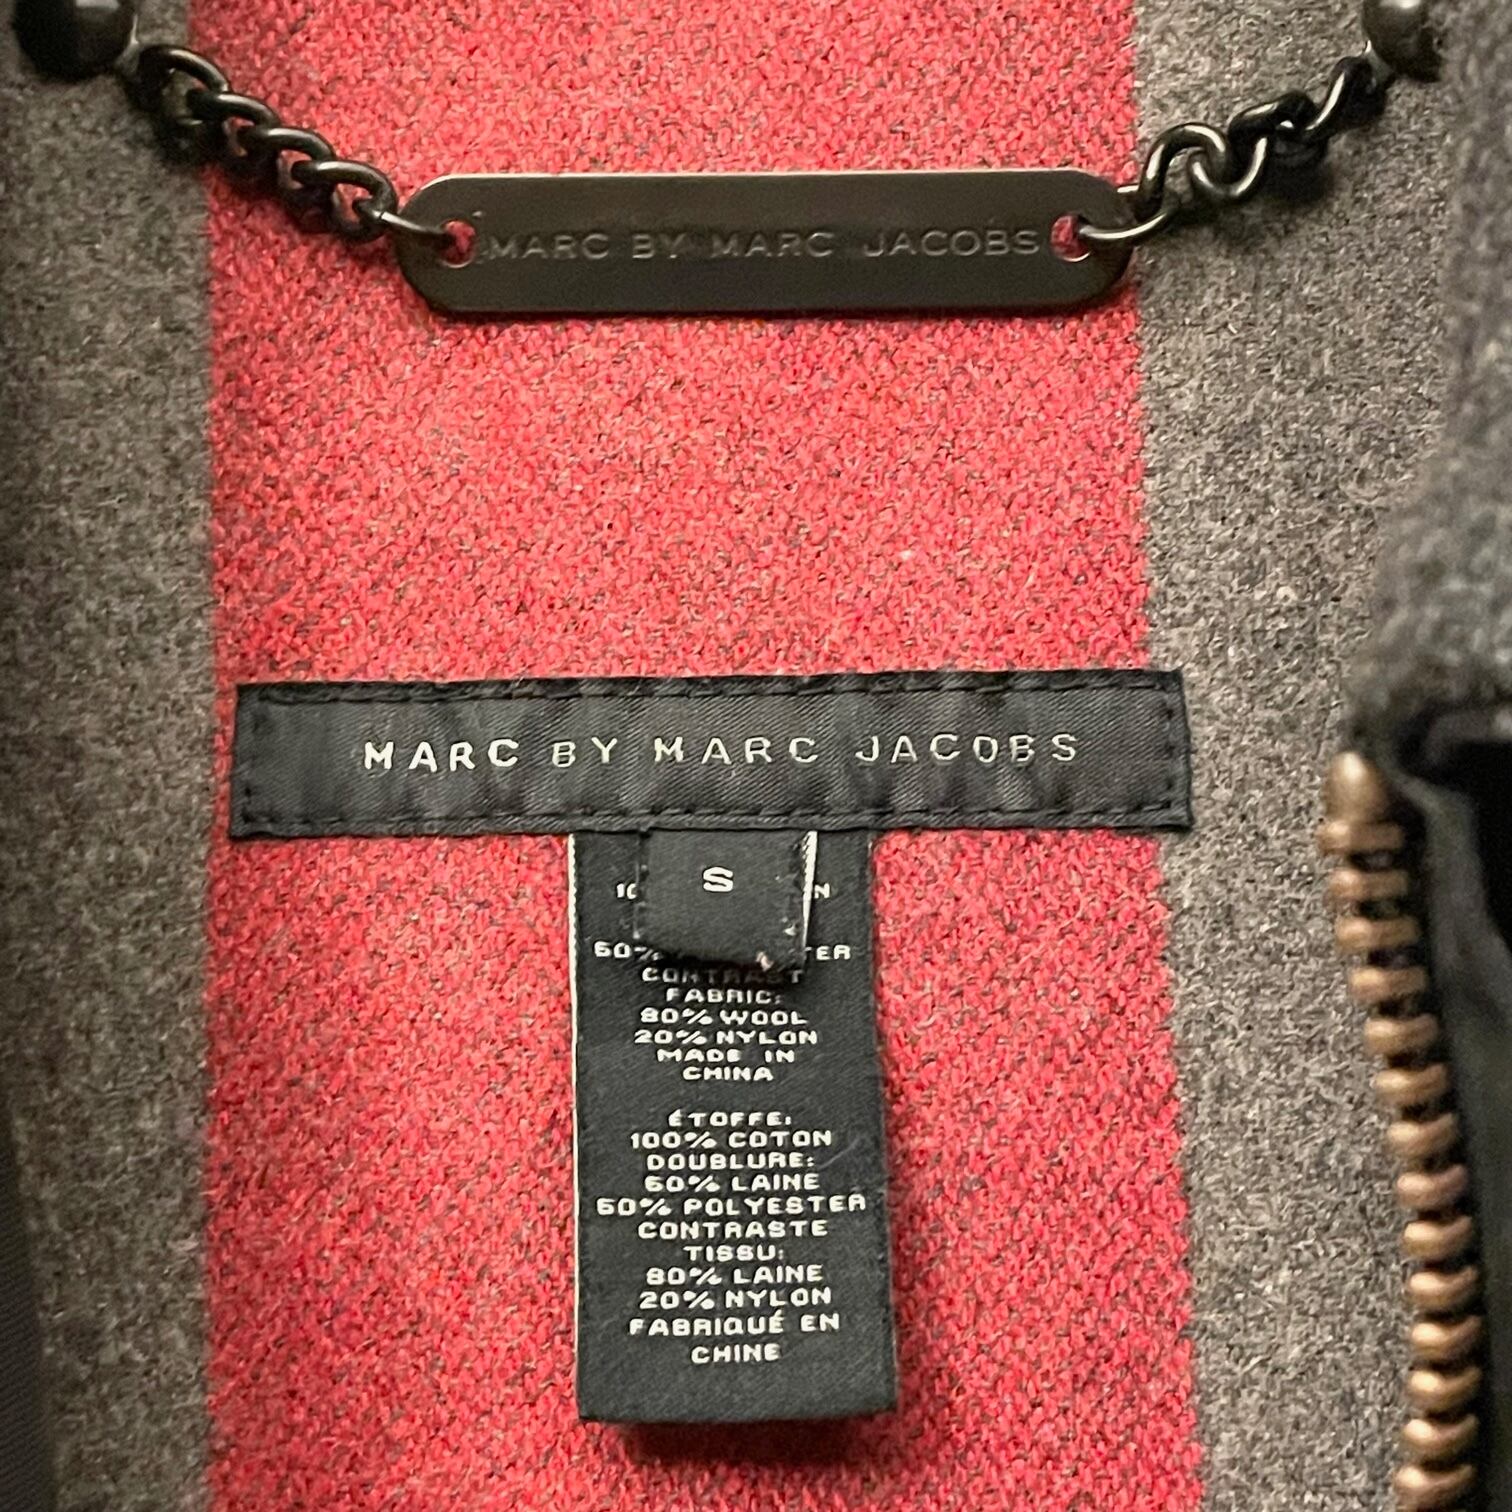 MARC BY MARC JACOBS
MARC BY MARC JACOBS
S
CONTRAST
FABRIC:
80% WOOL
20% NYLON
MADE IN
CHINA
ÉTOFFE:
100% COTON
DOUBLURE:
50% LAINE
50% POLYESTER
CONTRASTE
TISSU:
80% LAINE
20% NYLON
FABRIQUÉ EN
CHINE